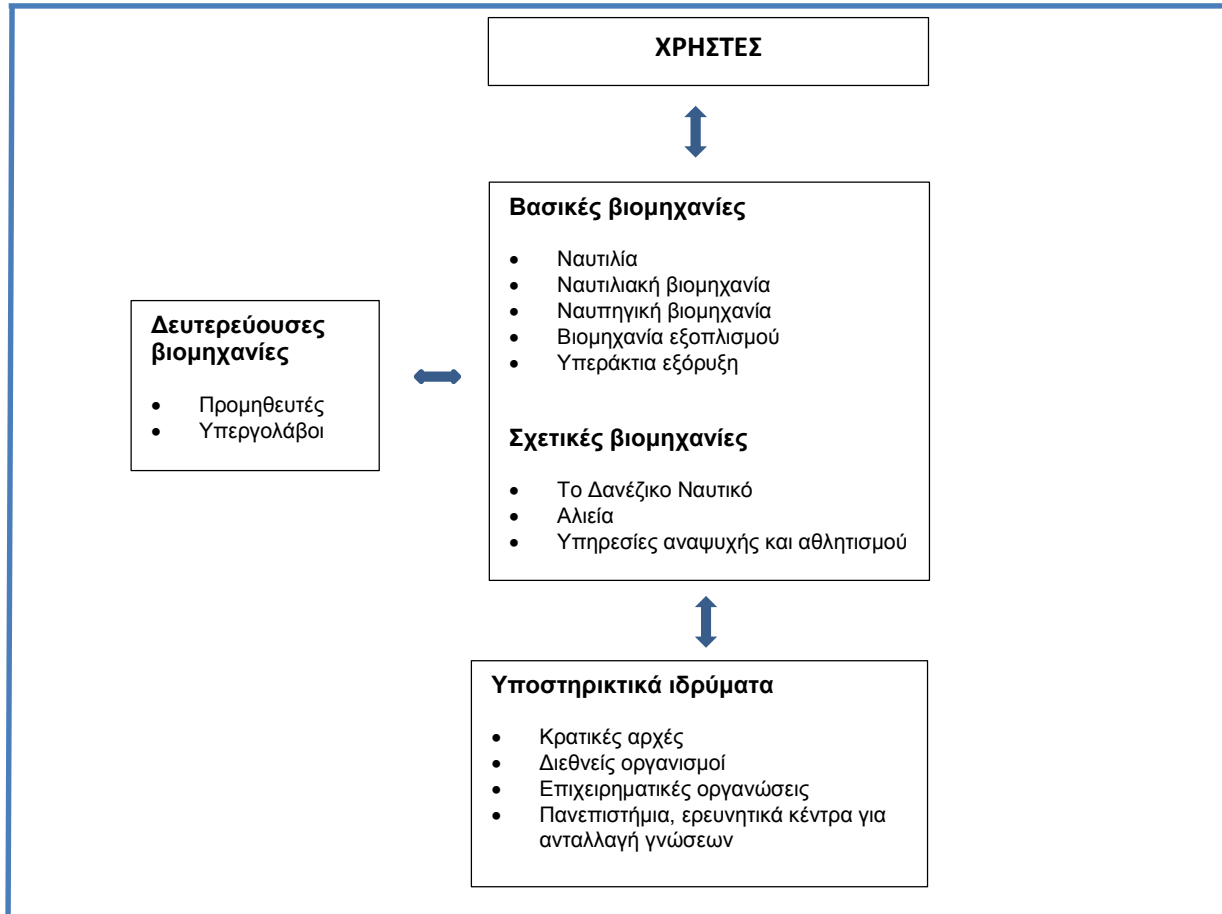 ΧΡΗΣΤΕΣ
Βασικές βιομηχανίες
• Ναυτιλία
• Ναυτιλιακή βιομηχανία
• Ναυπηγική βιομηχανία
• Βιομηχανία εξοπλισμού
• Υπεράκτια εξόρυξη
Σχετικές βιομηχανίες
• Το Δανέζικο Ναυτικό
• Αλιεία
• Υπηρεσίες αναψυχής και αθλητισμού
Δευτερεύουσες
βιομηχανίες
• Προμηθευτές
• Υπεργολάβοι
Υποστηρικτικά ιδρύματα
• Κρατικές αρχές
• Διεθνείς οργανισμοί
• Επιχειρηματικές οργανώσεις
• Πανεπιστήμια, ερευνητικά κέντρα για
ανταλλαγή γνώσεων